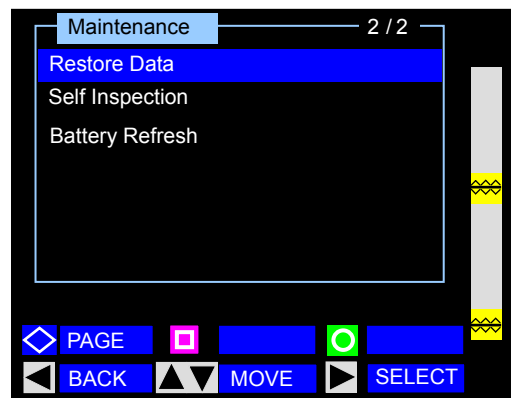 Maintenance 2 / 2
Restore Data
Self Inspection
Battery Refresh
PAGE
BACK MOVE SELECT